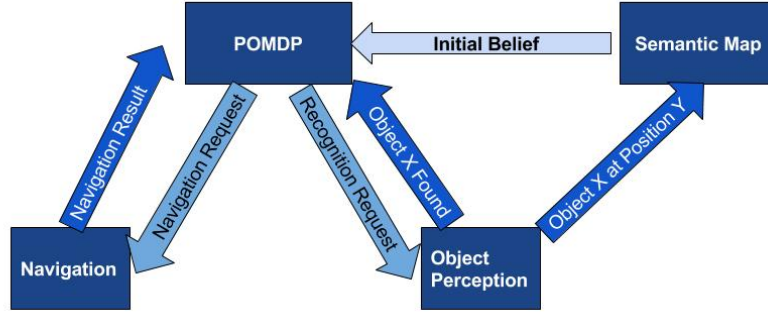 POMDP
Initial Belief
Semantic Map
Navigation Result
Navigation Request
Recognition Request
Object X Found
Object X at Position Y
Navigation
Object
Perception